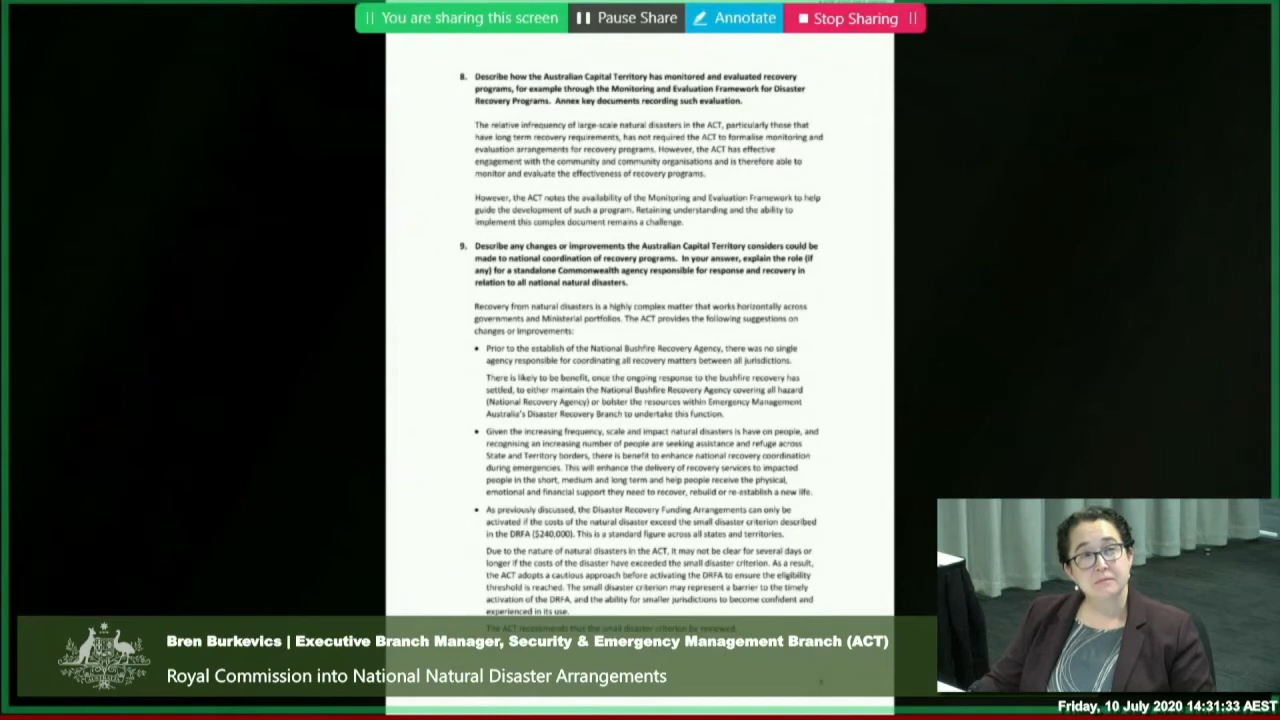 You are sharing this screen
Pause Share
Annotate
Stop Sharing
8. Describe how the Australian Capital Territory has monitored and evaluated recovery
programs, for example through the Monitoring and Evaluation Framework for Disaster
Recovery Programs. Annex key documents recording such evaluation.
The relative infrequency of large-scale natural disasters in the ACT, particularly those that
have long term recovery requirements, has not required the ACT to formalise monitoring and
evaluation arrangements for recovery programs. However, the ACT has effective
engagement with the community and community organisations and is therefore able to
monitor and evaluate the effectiveness of recovery programs.
However, the ACT notes the availability of the Monitoring and Evaluation Framework to help
guide the development of such a program. Retaining understanding and the ability to
implement this complex document remains a challenge.
9. Describe any changes or improvements the Australian Capital Territory considers could be
made to national coordination of recovery programs. In your answer, explain the role (if
any) for a standalone Commonwealth agency responsible for response and recovery in
relation to all national natural disasters.
Recovery from natural disasters is a highly complex matter that works horizontally across
governments and Ministerial portfolios. The ACT provides the following suggestions on
changes or improvements:
• Prior to the establish of the National Bushfire Recovery Agency, there was no single
agency responsible for coordinating all recovery matters between all jurisdictions.
There is likely to be benefit, once the ongoing response to the bushfire recovery has
settled, to either maintain the National Bushfire Recovery Agency covering all hazard
(National Recovery Agency) or bolster the resources within Emergency Management
Australia's Disaster Recovery Branch to undertake this function.
• Given the increasing frequency, scale and impact natural disasters is have on people, and
recognising an increasing number of people are seeking assistance and refuge across
State and Territory borders, there is benefit to enhance national recovery coordination
during emergencies. This will enhance the delivery of recovery services to impacted
people in the short, medium and long term and help people receive the physical,
emotional and financial support they need to recover, rebuild or re-establish a new life.
• As previously discussed, the Disaster Recovery Funding Arrangements can only be
activated if the costs of the natural disaster exceed the small disaster criterion described
in the DRFA ($240,000). This is a standard figure across all states and territories.
Due to the nature of natural disasters in the ACT, it may not be clear for several days or
longer if the costs of the disaster have exceeded the small disaster criterion. As a result,
the ACT adopts a cautious approach before activating the DRFA to ensure the eligibility
threshold is reached. The small disaster criterion may represent a barrier to the timely
activation of the DRFA, and the ability for smaller jurisdictions to become confident and
experienced in its use.
The ACT recommends that the small disaster criterion be reviewed.
Bren Burkevics | Executive Branch Manager, Security & Emergency Management Branch (ACT)
Royal Commission into National Natural Disaster Arrangements
Friday, 10 July 2020 14:31:33 AEST